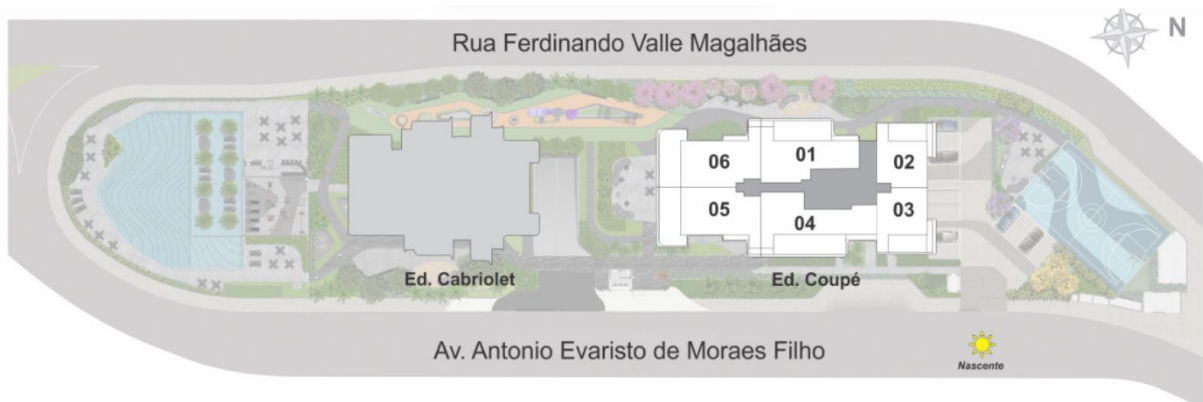 Rua Ferdinando Valle Magalhães
N
06 01 02
05 04 03
Ed. Cabriolet
Ed. Coupé
Av. Antonio Evaristo de Moraes Filho
Nascente